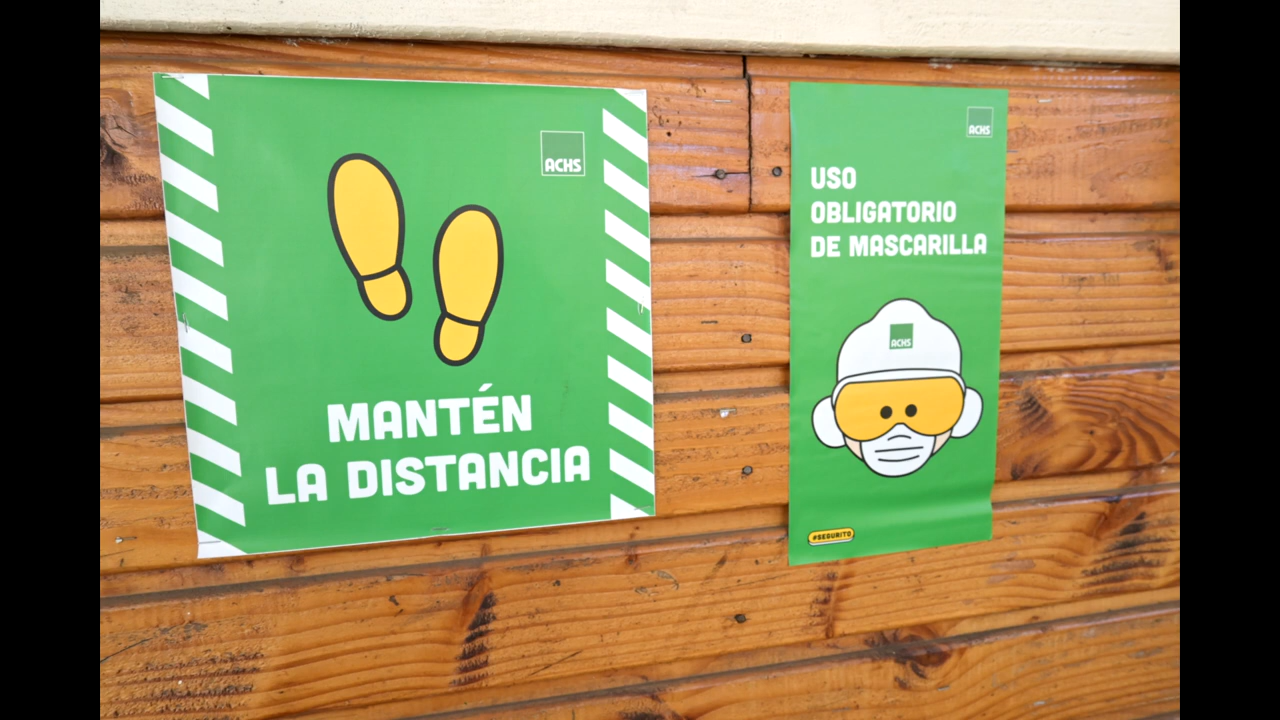 ACHS
MANTÉN
LA DISTANCIA
ACHS
USO
OBLIGATORIO
DE MASCARILLA
ACHS
#SEGURITO